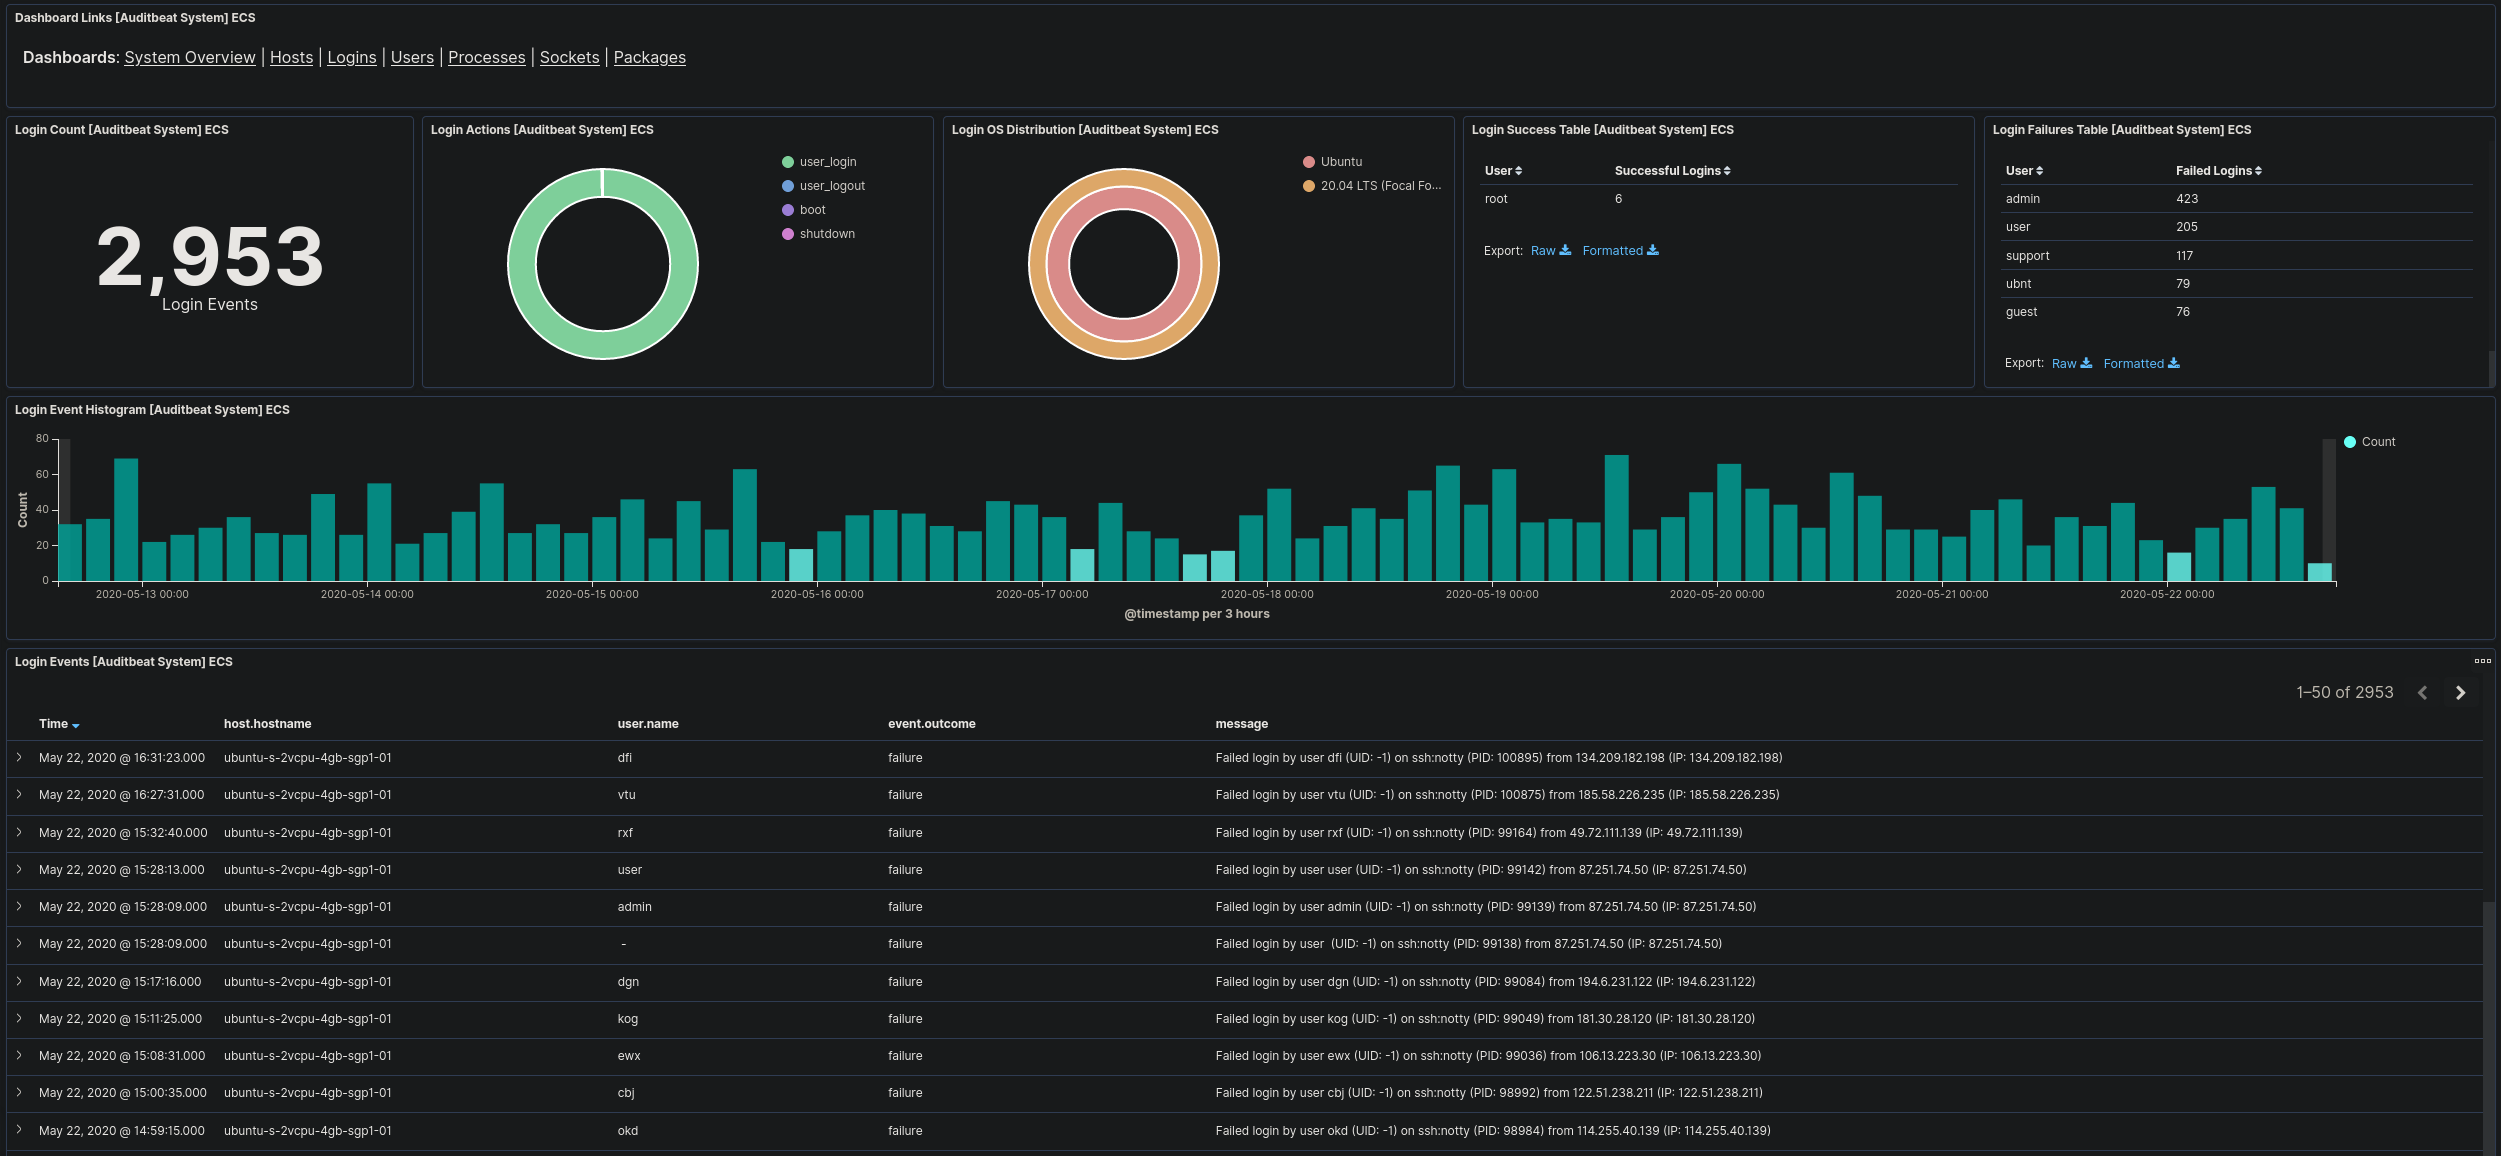 Dashboard Links [Auditbeat System] ECS
Dashboards: System Overview | Hosts | Logins | Users | Processes | Sockets | Packages
Login Count [Auditbeat System] ECS
2,953
Login Events
Login Actions [Auditbeat System] ECS
user_login
user_logout
boot
shutdown
Login OS Distribution [Auditbeat System] ECS
Ubuntu
20.04 LTS (Focal Fo...
Login Success Table [Auditbeat System] ECS
User Successful Logins
root 6
Export: Raw Formatted
Login Failures Table [Auditbeat System] ECS
User Failed Logins
admin 423
user 205
support 117
ubnt 79
guest 76
Export: Raw Formatted
Login Event Histogram [Auditbeat System] ECS
80
60
40
20
0
Count
Count
2020-05-13 00:00 2020-05-14 00:00 2020-05-15 00:00 2020-05-16 00:00 2020-05-17 00:00 2020-05-18 00:00 2020-05-19 00:00 2020-05-20 00:00 2020-05-21 00:00 2020-05-22 00:00
@timestamp per 3 hours
Login Events [Auditbeat System] ECS
1–50 of 2953
Time host.hostname user.name event.outcome message
May 22, 2020 @ 16:31:23.000 ubuntu-s-2vcpu-4gb-sgp1-01 dfi failure Failed login by user dfi (UID: -1) on ssh:notty (PID: 100895) from 134.209.182.198 (IP: 134.209.182.198)
May 22, 2020 @ 16:27:31.000 ubuntu-s-2vcpu-4gb-sgp1-01 vtu failure Failed login by user vtu (UID: -1) on ssh:notty (PID: 100875) from 185.58.226.235 (IP: 185.58.226.235)
May 22, 2020 @ 15:32:40.000 ubuntu-s-2vcpu-4gb-sgp1-01 rxf failure Failed login by user rxf (UID: -1) on ssh:notty (PID: 99164) from 49.72.111.139 (IP: 49.72.111.139)
May 22, 2020 @ 15:28:13.000 ubuntu-s-2vcpu-4gb-sgp1-01 user failure Failed login by user user (UID: -1) on ssh:notty (PID: 99142) from 87.251.74.50 (IP: 87.251.74.50)
May 22, 2020 @ 15:28:09.000 ubuntu-s-2vcpu-4gb-sgp1-01 admin failure Failed login by user admin (UID: -1) on ssh:notty (PID: 99139) from 87.251.74.50 (IP: 87.251.74.50)
May 22, 2020 @ 15:28:09.000 ubuntu-s-2vcpu-4gb-sgp1-01 - failure Failed login by user (UID: -1) on ssh:notty (PID: 99138) from 87.251.74.50 (IP: 87.251.74.50)
May 22, 2020 @ 15:17:16.000 ubuntu-s-2vcpu-4gb-sgp1-01 dgn failure Failed login by user dgn (UID: -1) on ssh:notty (PID: 99084) from 194.6.231.122 (IP: 194.6.231.122)
May 22, 2020 @ 15:11:25.000 ubuntu-s-2vcpu-4gb-sgp1-01 kog failure Failed login by user kog (UID: -1) on ssh:notty (PID: 99049) from 181.30.28.120 (IP: 181.30.28.120)
May 22, 2020 @ 15:08:31.000 ubuntu-s-2vcpu-4gb-sgp1-01 ewx failure Failed login by user ewx (UID: -1) on ssh:notty (PID: 99036) from 106.13.223.30 (IP: 106.13.223.30)
May 22, 2020 @ 15:00:35.000 ubuntu-s-2vcpu-4gb-sgp1-01 cbj failure Failed login by user cbj (UID: -1) on ssh:notty (PID: 98992) from 122.51.238.211 (IP: 122.51.238.211)
May 22, 2020 @ 14:59:15.000 ubuntu-s-2vcpu-4gb-sgp1-01 okd failure Failed login by user okd (UID: -1) on ssh:notty (PID: 98984) from 114.255.40.139 (IP: 114.255.40.139)